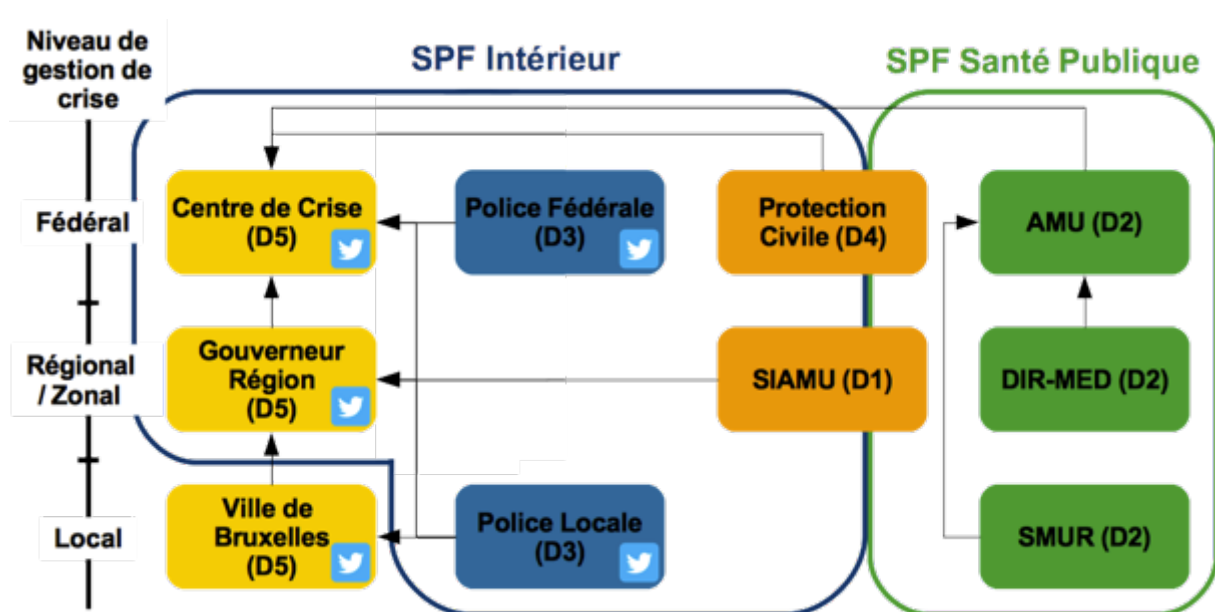 Niveau de
gestion de
crise
SPF Intérieur
SPF Santé Publique
Fédéral
Centre de Crise
(D5)
Police Fédérale
(D3)
Protection
Civile (D4)
AMU (D2)
Régional
/ Zonal
Gouverneur
Région
(D5)
SIAMU (D1)
DIR-MED (D2)
Local
Ville de
Bruxelles
(D5)
Police Locale
(D3)
SMUR (D2)